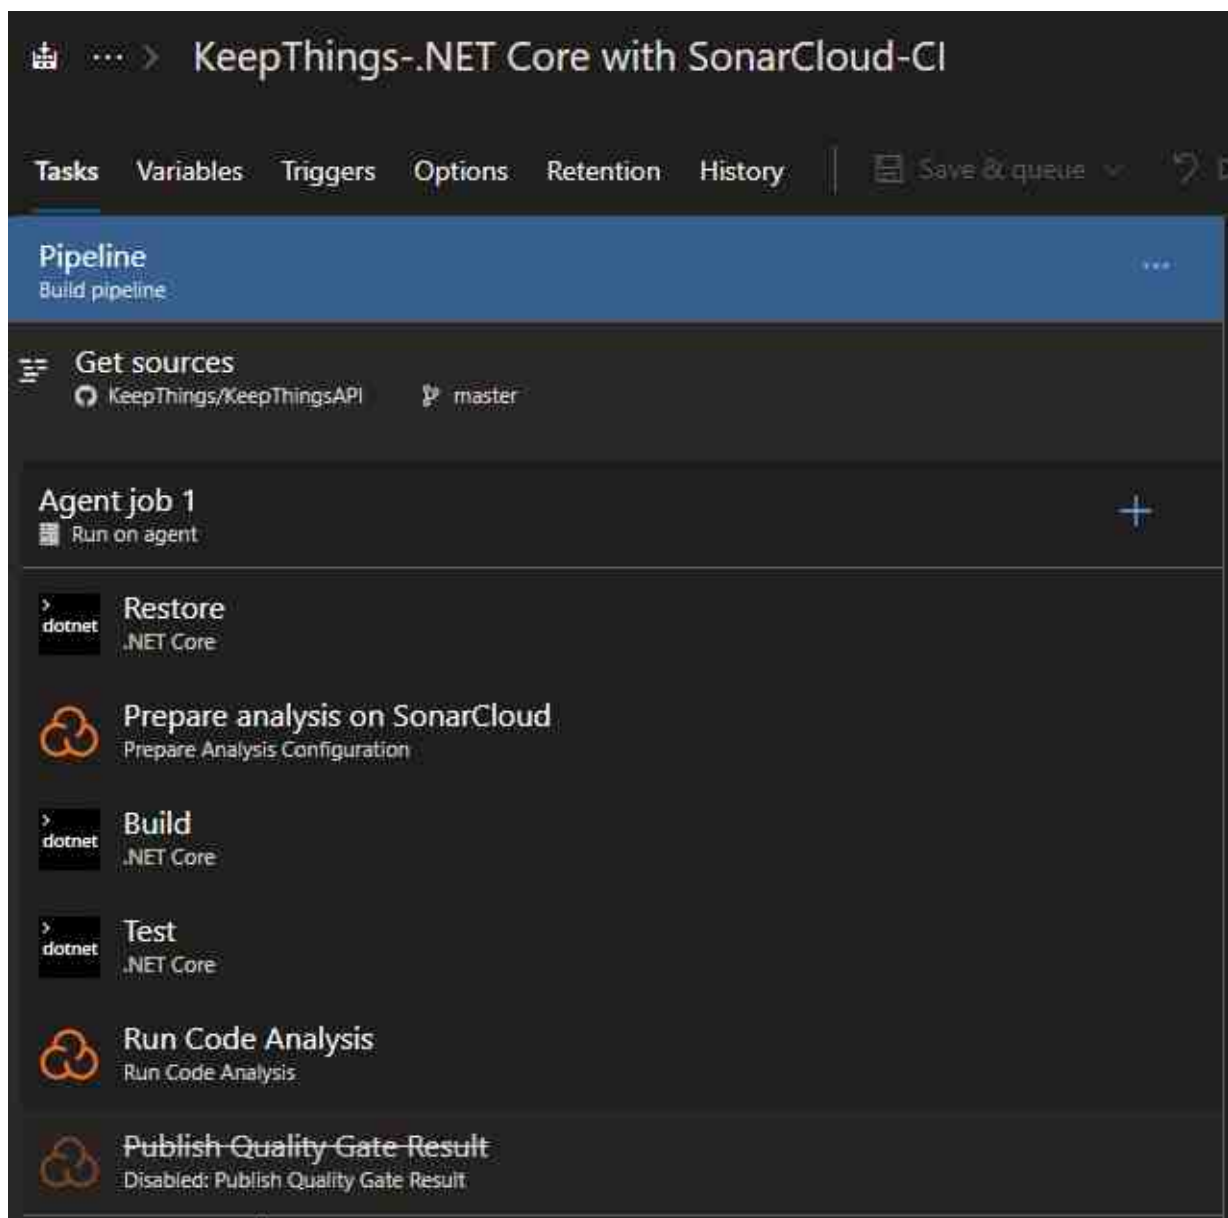 ··· > KeepThings-.NET Core with SonarCloud-CI
Tasks Variables Triggers Options Retention History Save & queue
Pipeline
...
Build pipeline
Get sources
KeepThings/KeepThingsAPI master
Agent job 1
Run on agent
>
dotnet
Restore
.NET Core
Prepare analysis on SonarCloud
Prepare Analysis Configuration
>
dotnet
Build
.NET Core
>
dotnet
Test
.NET Core
Run Code Analysis
Run Code Analysis
Publish Quality Gate Result
Disabled: Publish Quality Gate Result